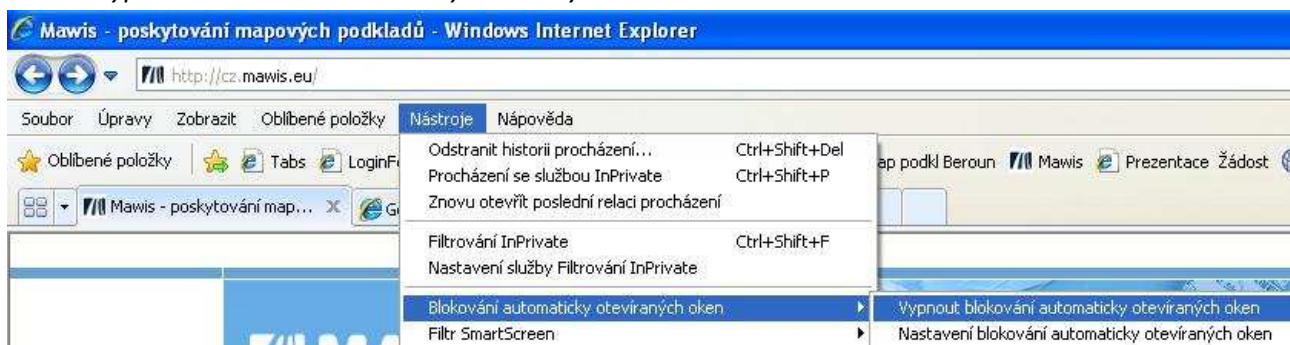 Mawis - poskytování mapových podkladů - Windows Internet Explorer
http://cz.mawis.eu/
Soubor Úpravy Zobrazit Oblíbené položky Nástroje Nápověda
Oblíbené položky Tabs LoginF
ap podkl Beroun Mawis Prezentace Žádost
Mawis - poskytování map... G
Odstranit historii procházení... Ctrl+Shift+Del
Procházení se službou InPrivate Ctrl+Shift+P
Znovu otevřít poslední relaci procházení
Filtrování InPrivate Ctrl+Shift+F
Nastavení služby Filtrování InPrivate
Blokování automaticky otevíraných oken
Filtr SmartScreen
Vypnout blokování automaticky otevíraných oken
Nastavení blokování automaticky otevíraných oken